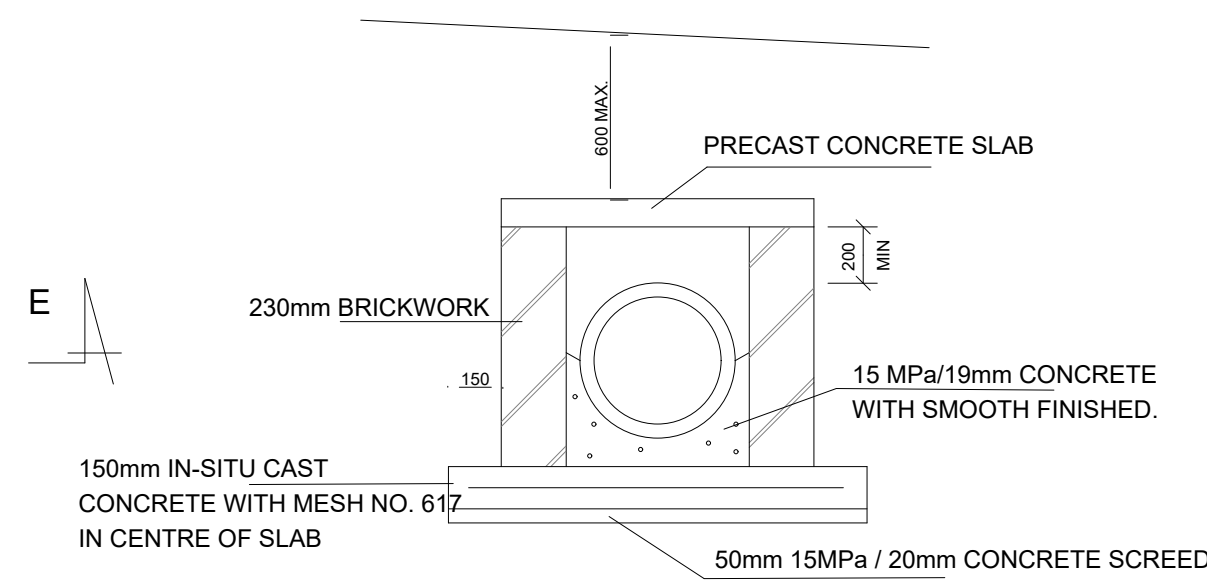 600 MAX.
PRECAST CONCRETE SLAB
200
MIN
E
230mm BRICKWORK
150
15 MPa/19mm CONCRETE
WITH SMOOTH FINISHED.
150mm IN-SITU CAST
CONCRETE WITH MESH NO. 617
IN CENTRE OF SLAB
50mm 15MPa / 20mm CONCRETE SCREED